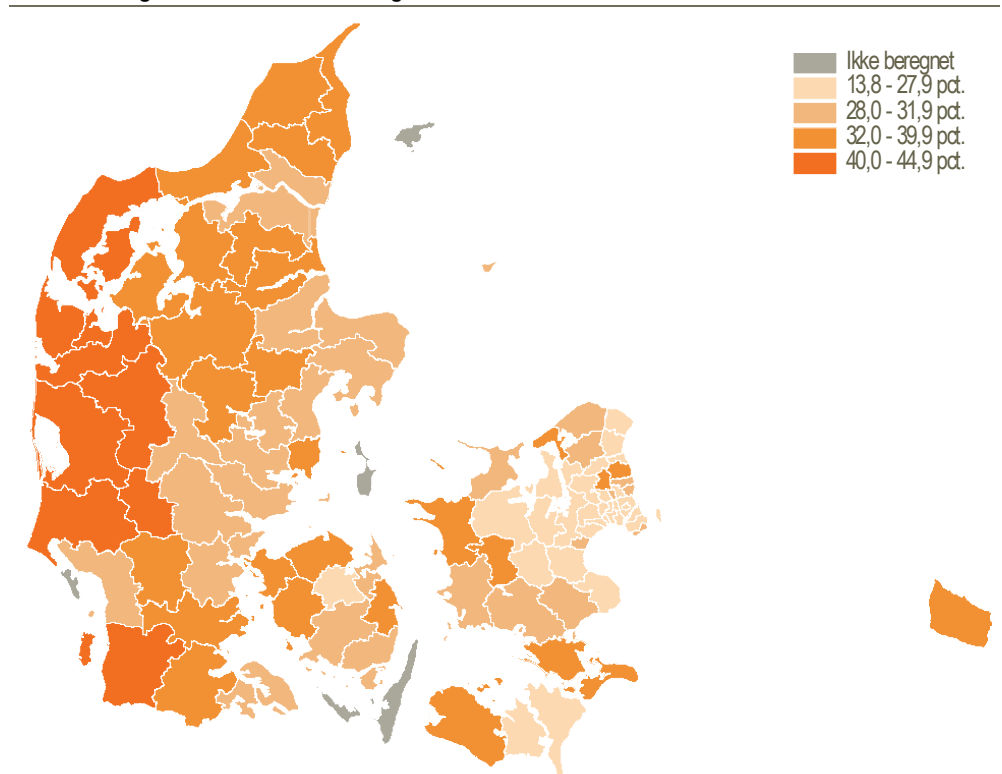 Ikke beregnet
13,8 - 27,9 pct.
28,0 - 31,9 pct.
32,0 - 39,9 pct.
40,0 - 44,9 pct.